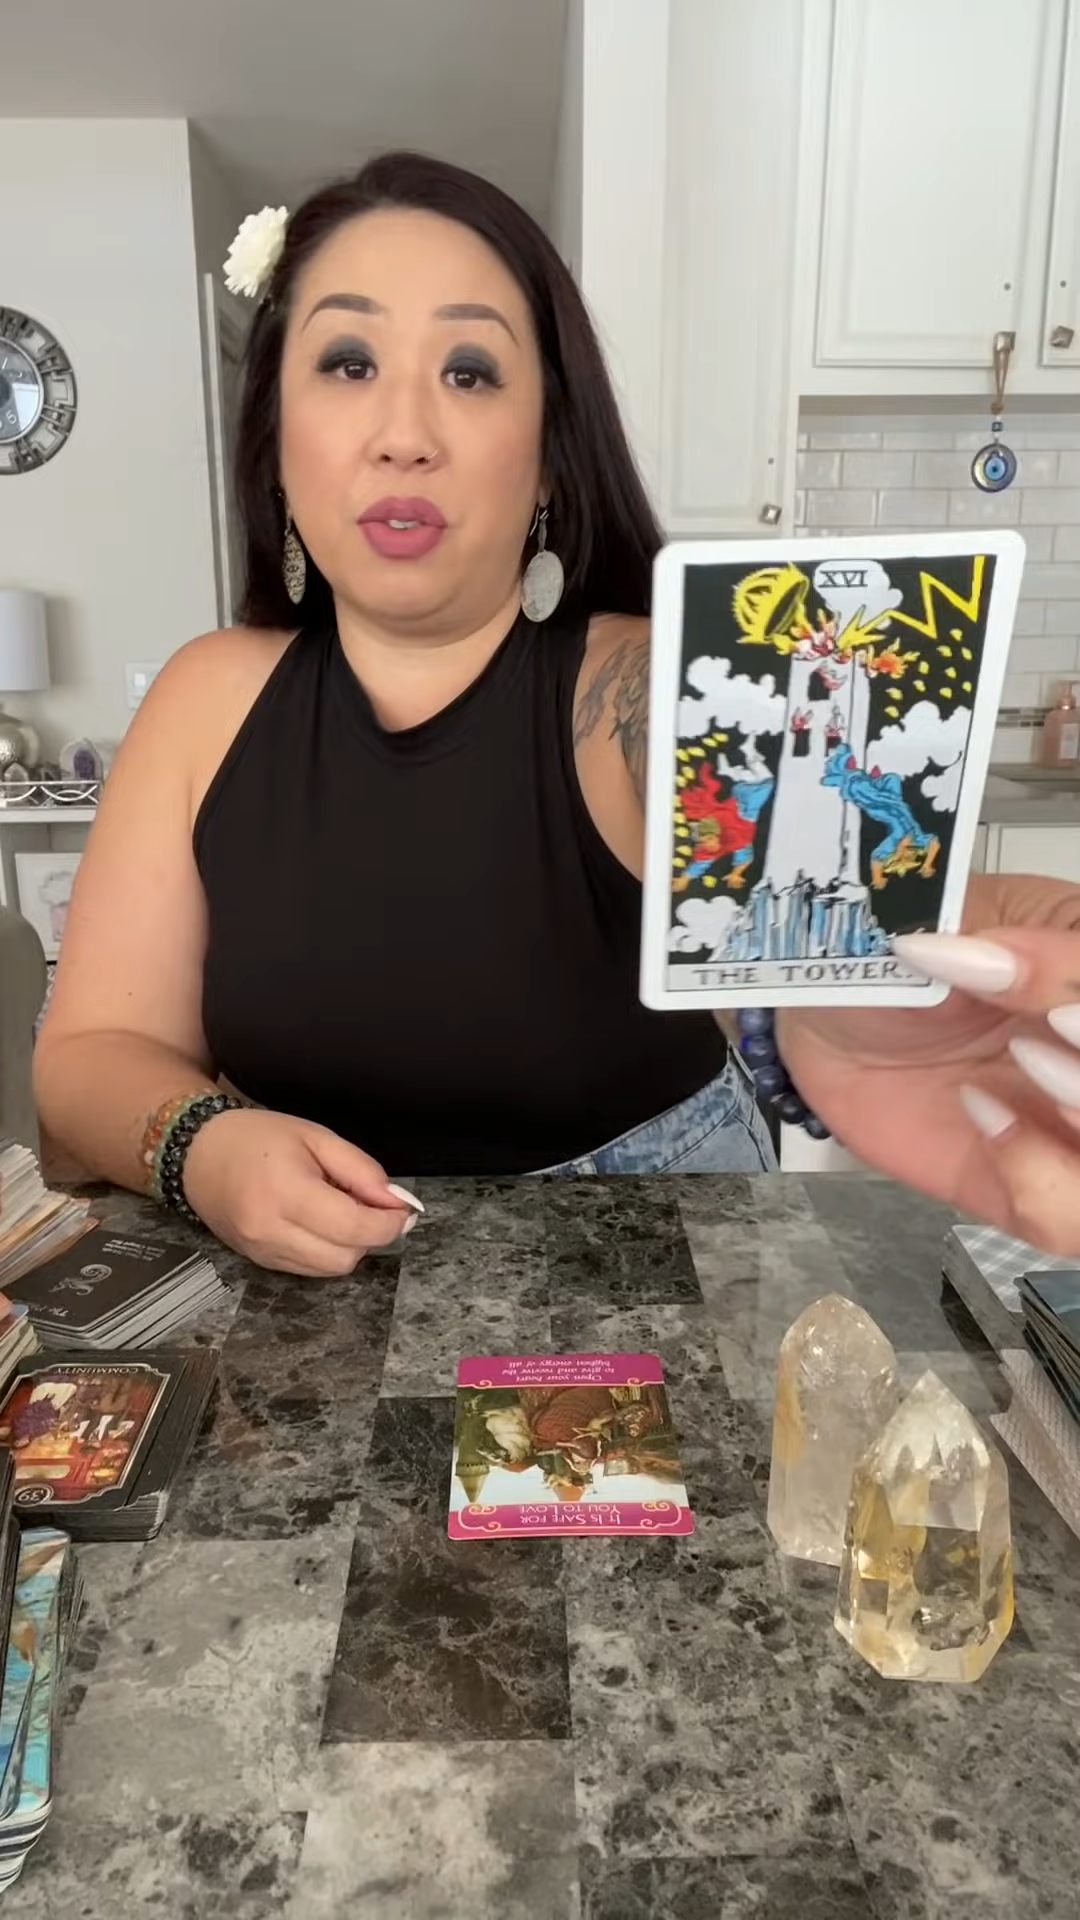 XVI
THE TOWER.
COMMUNITY
39
Open your heart
to give and receive the
highest energy of all.
IT IS SAFE FOR
YOU TO LOVE